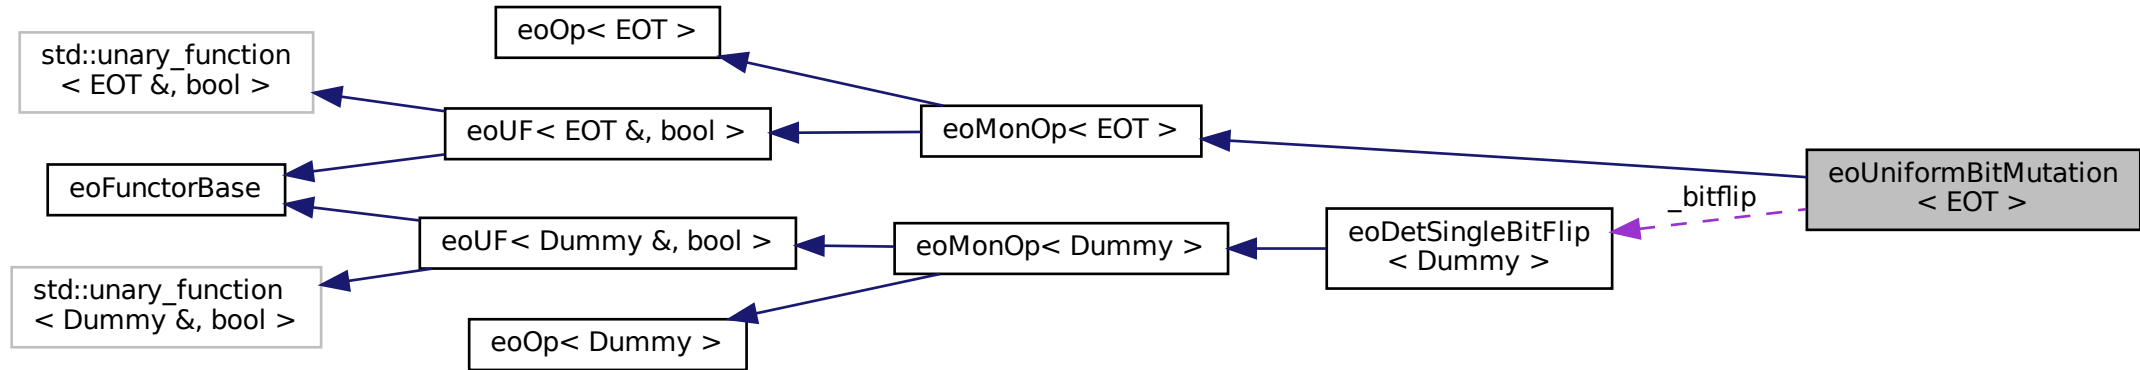 eoOp< EOT >
std::unary_function
< EOT &, bool >
eoUF< EOT &, bool >
eoMonOp< EOT >
eoUniformBitMutation
< EOT >
eoFunctorBase
_bitflip
eoUF< Dummy &, bool >
eoMonOp< Dummy >
eoDetSingleBitFlip
< Dummy >
std::unary_function
< Dummy &, bool >
eoOp< Dummy >